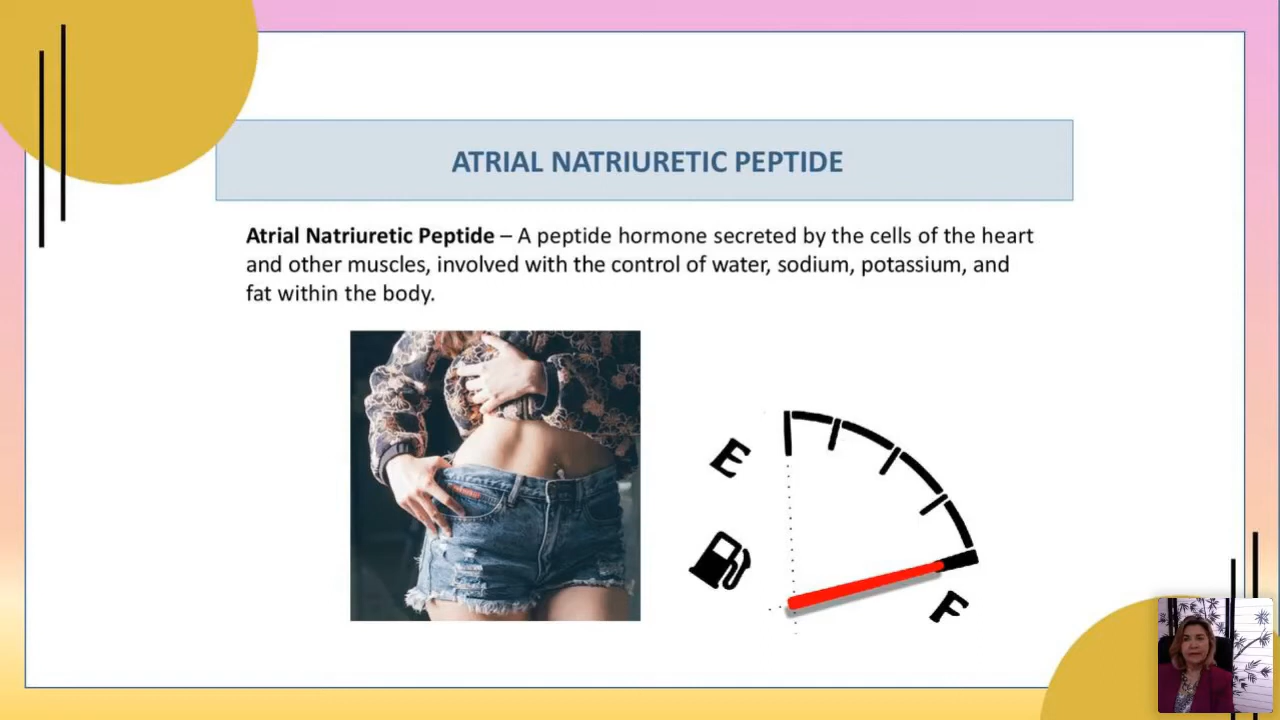 ATRIAL NATRIURETIC PEPTIDE
Atrial Natriuretic Peptide – A peptide hormone secreted by the cells of the heart
and other muscles, involved with the control of water, sodium, potassium, and
fat within the body.
E
F